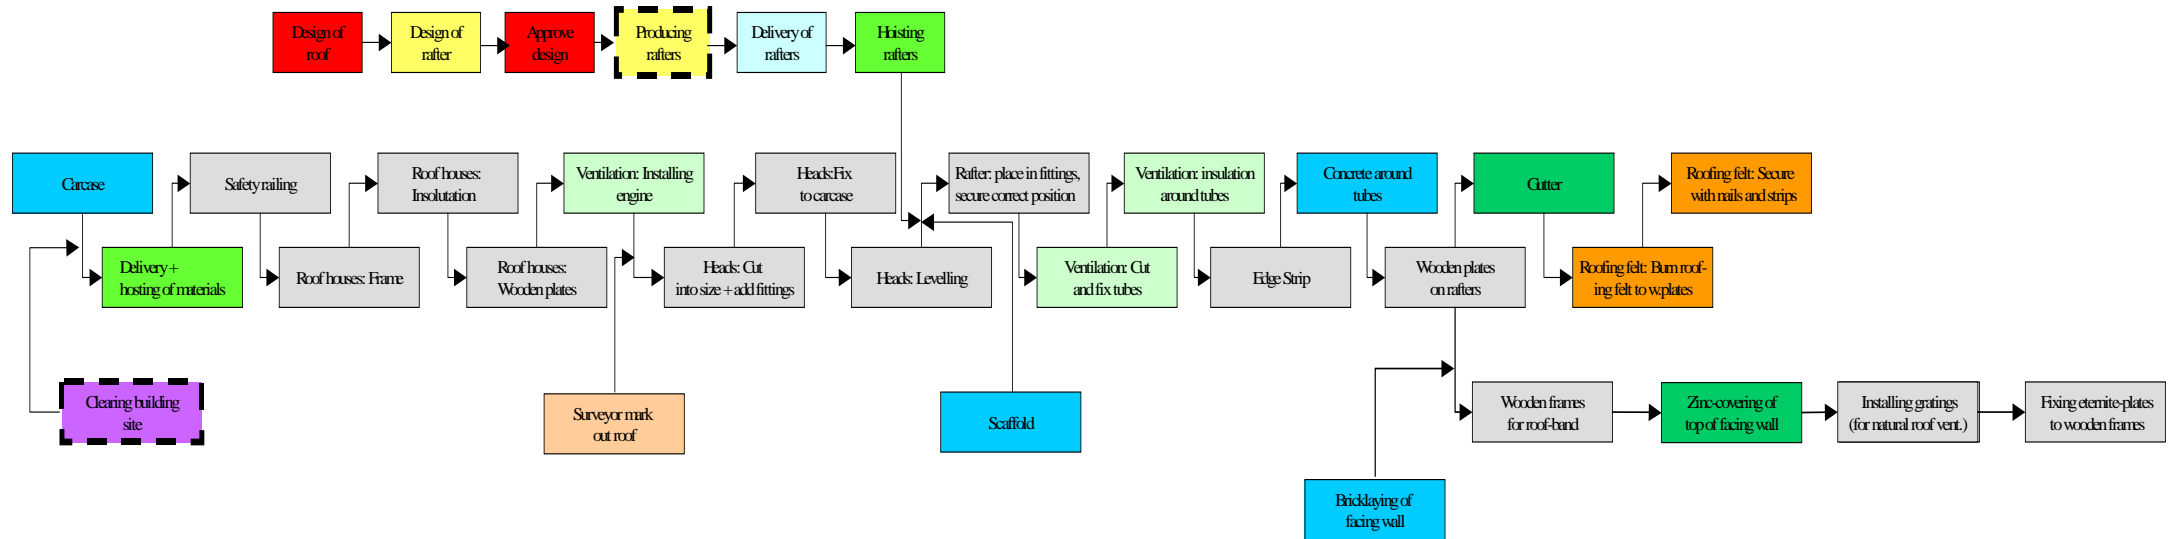 Design of
roof
Design of
rafter
Approve
design
Producing
rafters
Delivery of
rafters
Hoisting
rafters
Carcase
Safety railing
Roof houses:
Insolutation
Ventilation: Installing
engine
Heads:Fix
to carcase
Rafter: place in fittings,
secure correct position
Ventilation: insulation
around tubes
Concrete around
tubes
Gutter
Roofing felt: Secure
with nails and strips
Delivery +
hosting of materials
Roof houses: Frame
Roof houses:
Wooden plates
Heads: Cut
into size + add fittings
Heads: Levelling
Ventilation: Cut
and fix tubes
Edge Strip
Wooden plates
on rafters
Roofing felt: Burn roof-
ing felt to w.plates
Clearing building
site
Surveyor mark
out roof
Scaffold
Wooden frames
for roof-band
Zinc-covering of
top of facing wall
Installing gratings
(for natural roof vent.)
Fixing eternite-plates
to wooden frames
Bricklaying of
facing wall